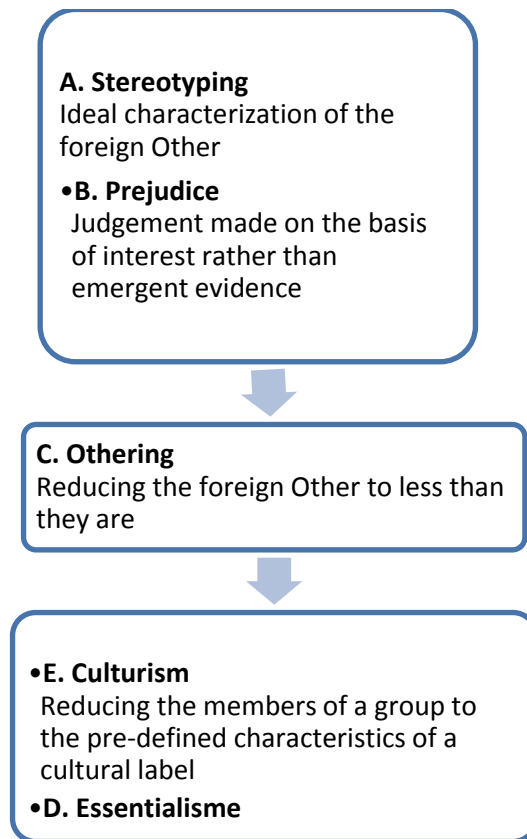 A. Stereotyping
Ideal characterization of the
foreign Other
•B. Prejudice
Judgement made on the basis
of interest rather than
emergent evidence
C. Othering
Reducing the foreign Other to less than
they are
•E. Culturism
Reducing the members of a group to
the pre-defined characteristics of a
cultural label
•D. Essentialisme